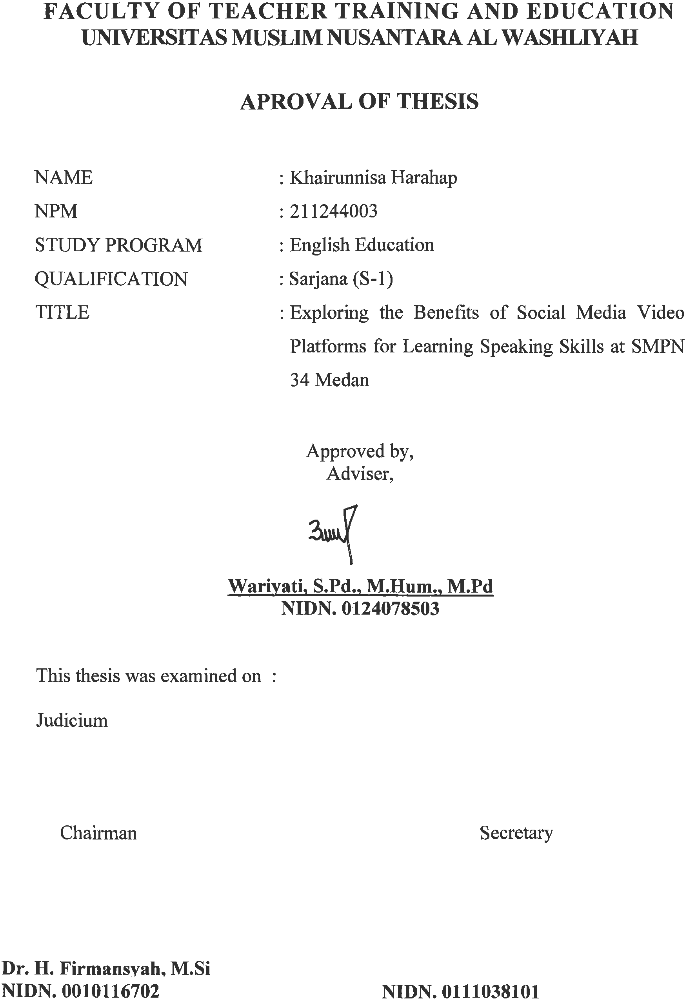 FACULTY OF TEACHER TRAINING AND EDUCATION
UNIVERSITAS MUSLIM NUSANTARA AL WASHLIYAH
APROVAL OF THESIS
NAME : Khairunnisa Harahap
NPM : 211244003
STUDY PROGRAM : English Education
QUALIFICATION : Sarjana (S-1)
TITLE : Exploring the Benefits of Social Media Video
Platforms for Learning Speaking Skills at SMPN
34 Medan
Approved by,
Adviser,
Wariyati, S.Pd., M.Hum., M.Pd
NIDN. 0124078503
This thesis was examined on :
Judicium
Chairman Secretary
Dr. H. Firmansyah, M.Si
NIDN. 0010116702 NIDN. 0111038101